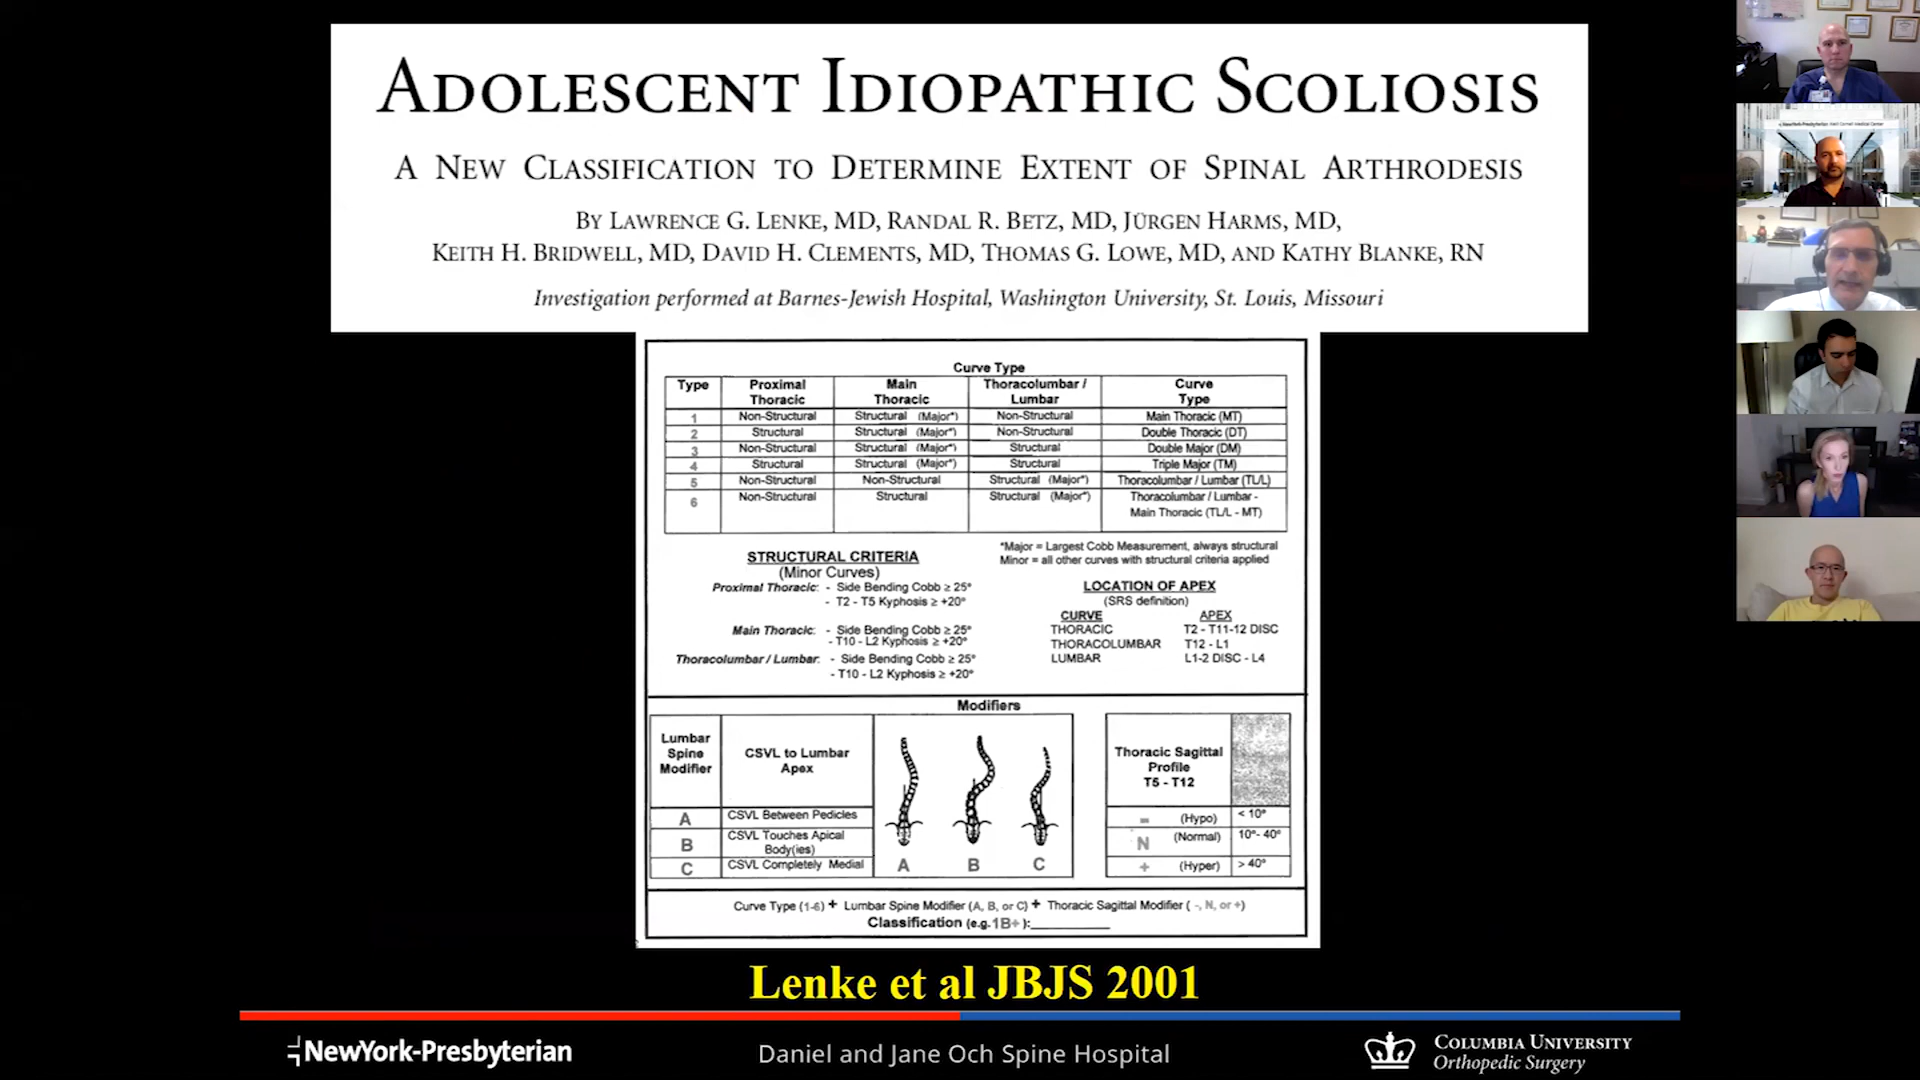 ADOLESCENT IDIOPATHIC SCOLIOSIS
A NEW CLASSIFICATION TO DETERMINE EXTENT OF SPINAL ARTHRODESIS
BY LAWRENCE G. LENKE, MD, RANDAL R. BETZ, MD, JÜRGEN HARMS, MD,
KEITH H. BRIDWELL, MD, DAVID H. CLEMENTS, MD, THOMAS G. LOWE, MD, AND KATHY BLANKE, RN
Investigation performed at Barnes-Jewish Hospital, Washington University, St. Louis, Missouri
Curve Type
Type Proximal Thoracic Main Thoracic Thoracolumbar / Lumbar Curve Type
1 Non-Structural Structural (Major*) Non-Structural Main Thoracic (MT)
2 Structural Structural (Major*) Non-Structural Double Thoracic (DT)
3 Non-Structural Structural (Major*) Structural Double Major (DM)
4 Structural Structural (Major*) Structural Triple Major (TM)
5 Non-Structural Non-Structural Structural (Major*) Thoracolumbar / Lumbar (TL/L)
6 Non-Structural Structural Structural (Major*) Thoracolumbar / Lumbar -
Main Thoracic (TL/L - MT)
STRUCTURAL CRITERIA
(Minor Curves)
Proximal Thoracic: - Side Bending Cobb ≥ 25°
- T2 - T5 Kyphosis ≥ +20°
Main Thoracic: - Side Bending Cobb ≥ 25°
- T10 - L2 Kyphosis ≥ +20°
Thoracolumbar / Lumbar: - Side Bending Cobb ≥ 25°
- T10 - L2 Kyphosis ≥ +20°
*Major = Largest Cobb Measurement, always structural
Minor = all other curves with structural criteria applied
LOCATION OF APEX
(SRS definition)
CURVE APEX
THORACIC T2 - T11-12 DISC
THORACOLUMBAR T12 - L1
LUMBAR L1-2 DISC - L4
Modifiers
Lumbar Spine Modifier CSVL to Lumbar Apex
A CSVL Between Pedicles
B CSVL Touches Apical Body(ies)
C CSVL Completely Medial
A B C
Thoracic Sagittal Profile T5 - T12
- (Hypo) < 10°
N (Normal) 10°- 40°
+ (Hyper) > 40°
Curve Type (1-6) + Lumbar Spine Modifier (A, B, or C) + Thoracic Sagittal Modifier ( -, N, or +)
Classification (e.g. 1B+ ):__________
Lenke et al JBJS 2001
NewYork-Presbyterian
Daniel and Jane Och Spine Hospital
COLUMBIA UNIVERSITY
Orthopedic Surgery